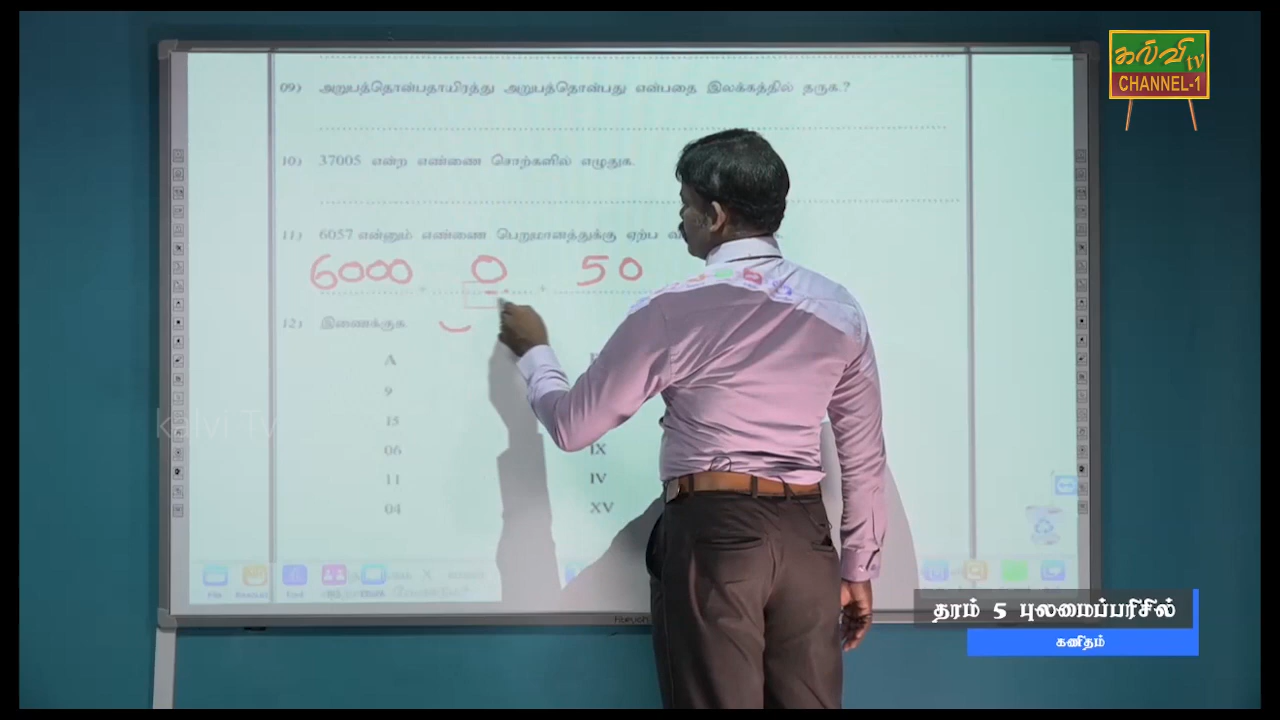 கல்வி tv
CHANNEL-1
09) அறுபத்தொன்பதாயிரத்து அறுபத்தொன்பது என்பதை இலக்கத்தில் தருக.?
10) 37005 என்ற எண்ணை சொற்களில் எழுதுக.
11) 6057 என்னும் எண்ணை பெறுமானத்துக்கு ஏற்ப
6000 + 0 + 50
12) இணைக்குக
A
9
15
06 IX
11 IV
04 XV
kalvi Tv
தரம் 5 புலமைப்பரிசில்
கணிதம்